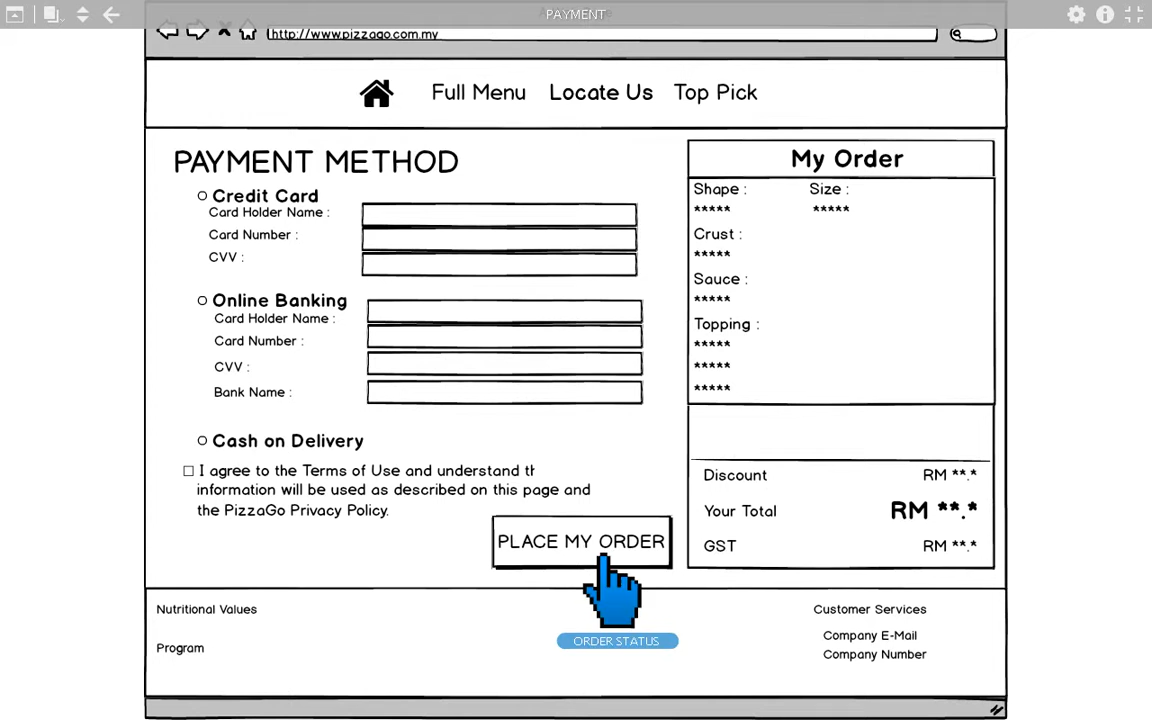 PAYMENT
http://www.pizzago.com.my
Full Menu Locate Us Top Pick
PAYMENT METHOD
Credit Card
Card Holder Name :
Card Number :
CVV :
Online Banking
Card Holder Name :
Card Number :
CVV :
Bank Name :
Cash on Delivery
I agree to the Terms of Use and understand th
information will be used as described on this page and
the PizzaGo Privacy Policy.
PLACE MY ORDER
ORDER STATUS
My Order
Shape : Size :
***** *****
Crust :
*****
Sauce :
*****
Topping :
*****
*****
*****
Discount RM **.*
Your Total RM **.*
GST RM **.*
Nutritional Values
Program
Customer Services
Company E-Mail
Company Number